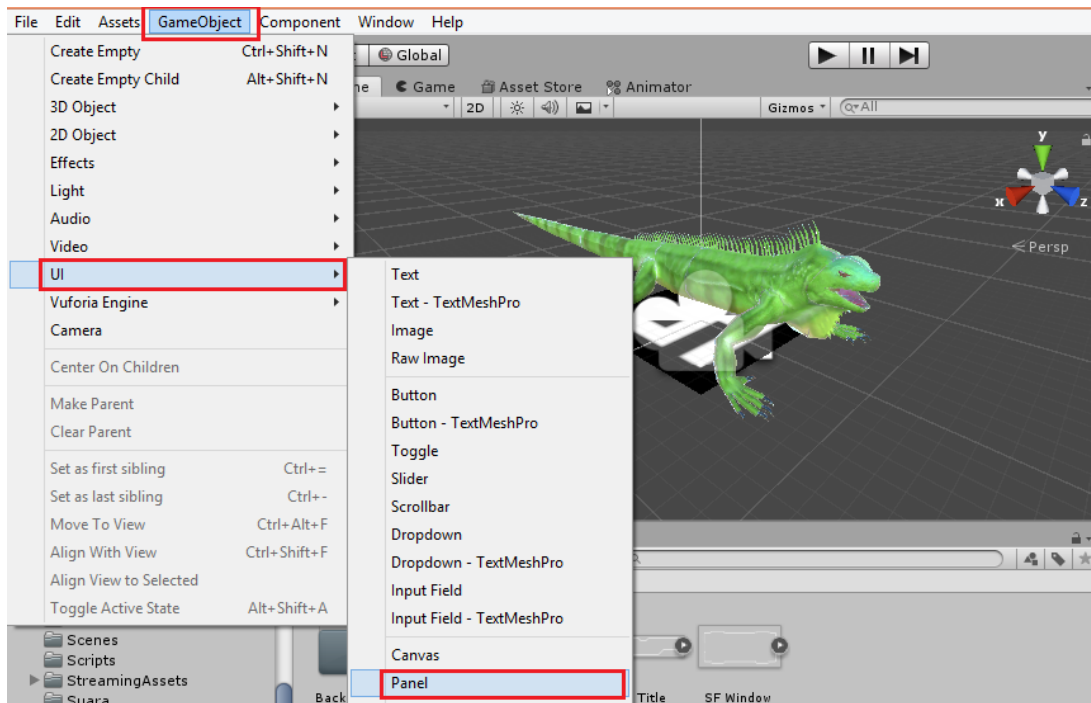 File Edit Assets GameObject Component Window Help
Create Empty Ctrl+Shift+N
Create Empty Child Alt+Shift+N
3D Object
2D Object
Effects
Light
Audio
Video
UI
Vuforia Engine
Camera
Center On Children
Make Parent
Clear Parent
Set as first sibling Ctrl+=
Set as last sibling Ctrl+-
Move To View Ctrl+Alt+F
Align With View Ctrl+Shift+F
Align View to Selected
Toggle Active State Alt+Shift+A
Global
Game Asset Store Animator
2D Gizmos All
y
x z
Persp
Text
Text - TextMeshPro
Image
Raw Image
Button
Button - TextMeshPro
Toggle
Slider
Scrollbar
Dropdown
Dropdown - TextMeshPro
Input Field
Input Field - TextMeshPro
Canvas
Panel
Scenes
Scripts
StreamingAssets
Suara
Back Title SF Window